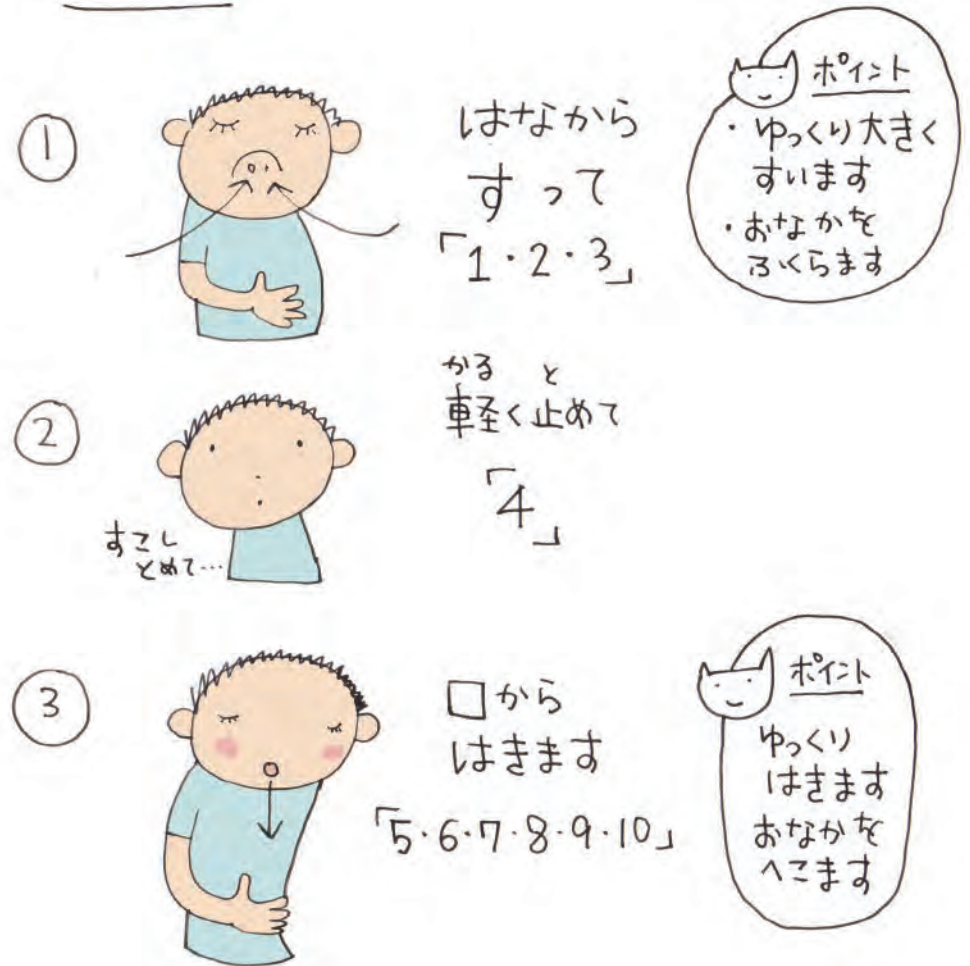 ①
はなから
すって
「1・2・3」
ポイント
・ゆっくり大きく
すいます
・おなかを
ふくらます
②
かる と
軽く止めて
「4」
すこし
とめて…
③
口から
はきます
「5・6・7・8・9・10」
ポイント
ゆっくり
はきます
おなかを
へこます